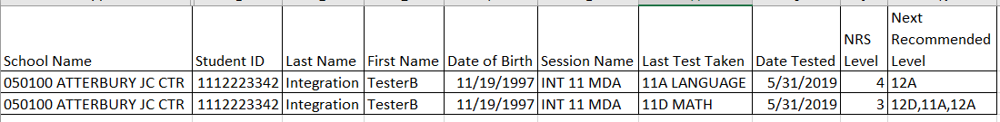 School Name Student ID Last Name First Name Date of Birth Session Name Last Test Taken Date Tested NRS Level Next Recommended Level
050100 ATTERBURY JC CTR 1112223342 Integration TesterB 11/19/1997 INT 11 MDA 11A LANGUAGE 5/31/2019 4 12A
050100 ATTERBURY JC CTR 1112223342 Integration TesterB 11/19/1997 INT 11 MDA 11D MATH 5/31/2019 3 12D,11A,12A